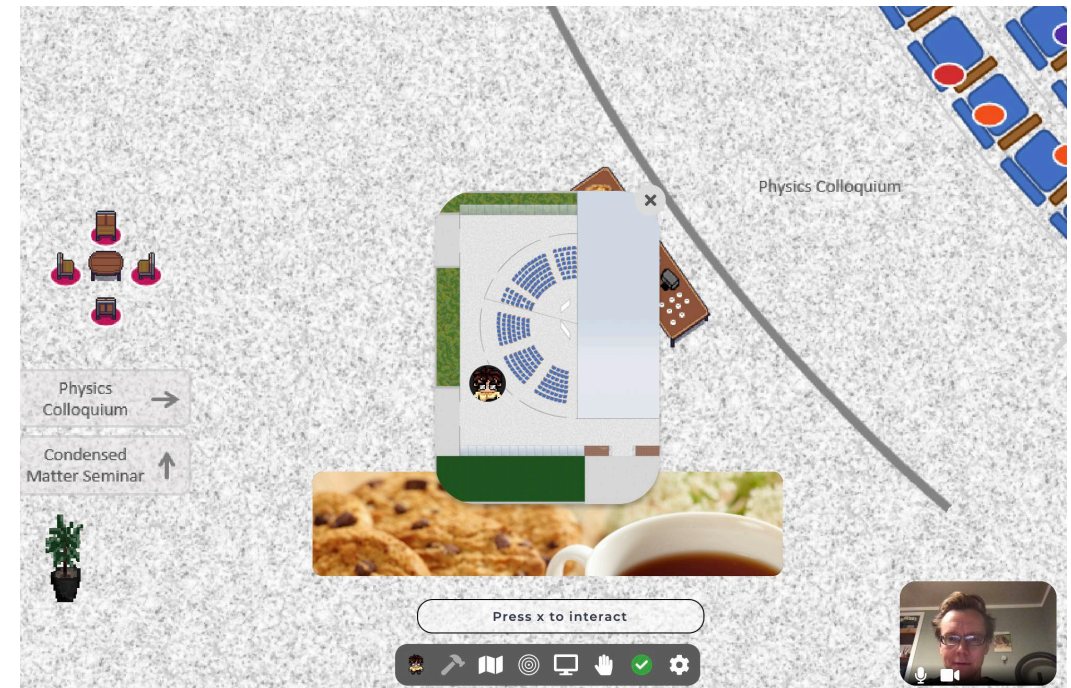 Physics Colloquium
Physics
Colloquium
Condensed
Matter Seminar
Press x to interact